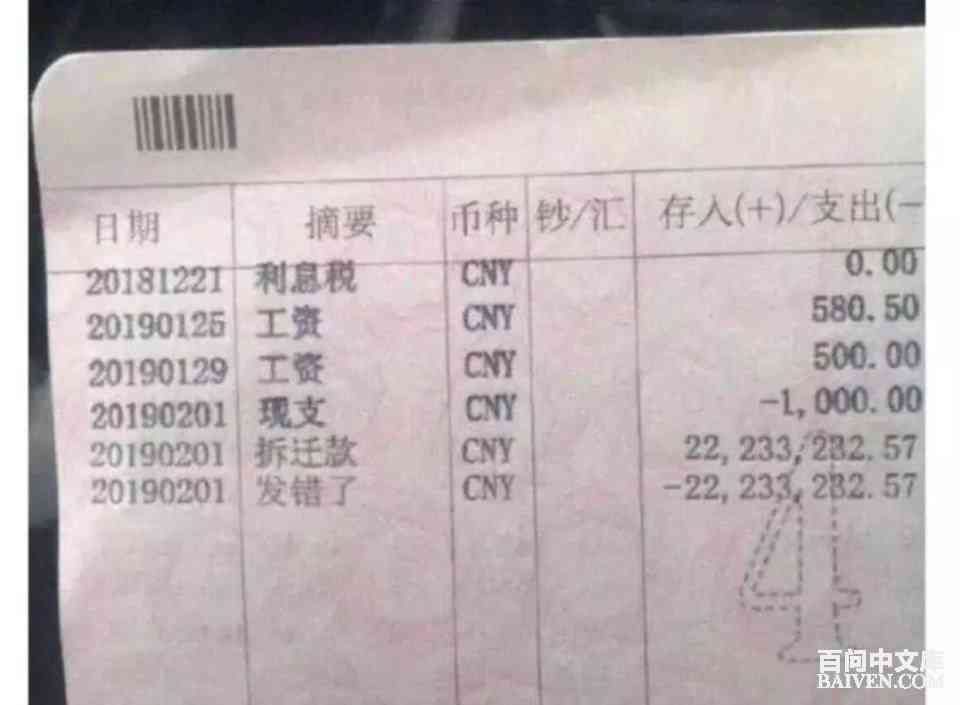 日期 摘要 币种 钞/汇 存入(+)/支出(-
20181221 利息税 CNY 0.00
20190125 工资 CNY 580.50
20190129 工资 CNY 500.00
20190201 现支 CNY -1,000.00
20190201 拆迁款 CNY 22,233,232.57
20190201 发错了 CNY -22,233,232.57
4
百问中文库
BAIVEN.COM